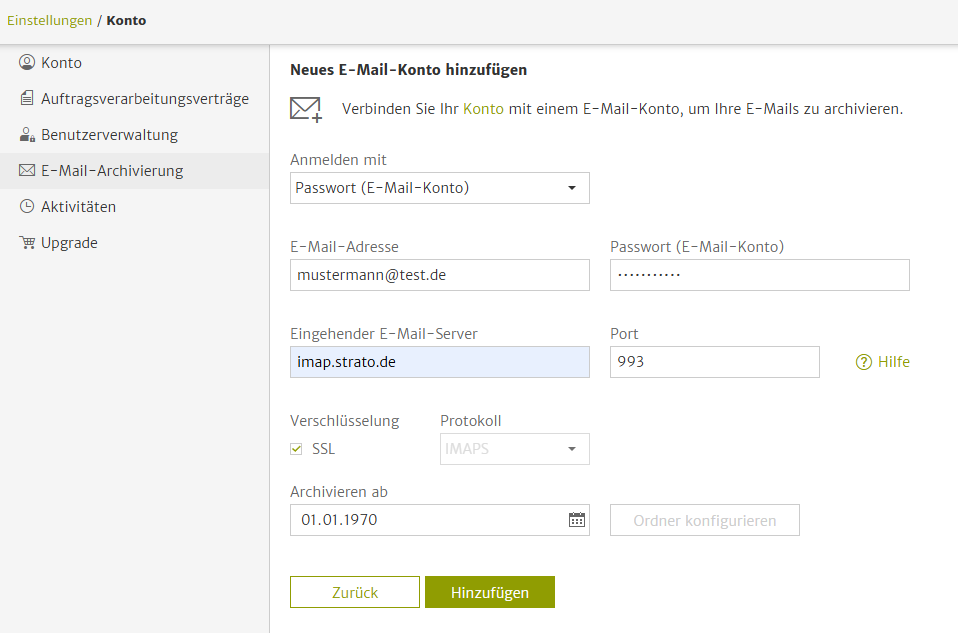 Einstellungen / Konto
Konto
Auftragsverarbeitungsverträge
Benutzerverwaltung
E-Mail-Archivierung
Aktivitäten
Upgrade
Neues E-Mail-Konto hinzufügen
Verbinden Sie Ihr Konto mit einem E-Mail-Konto, um Ihre E-Mails zu archivieren.
Anmelden mit
Passwort (E-Mail-Konto)
E-Mail-Adresse Passwort (E-Mail-Konto)
mustermann@test.de ···········
Eingehender E-Mail-Server Port
imap.strato.de 993 Hilfe
Verschlüsselung Protokoll
SSL IMAPS
Archivieren ab
01.01.1970 Ordner konfigurieren
Zurück Hinzufügen